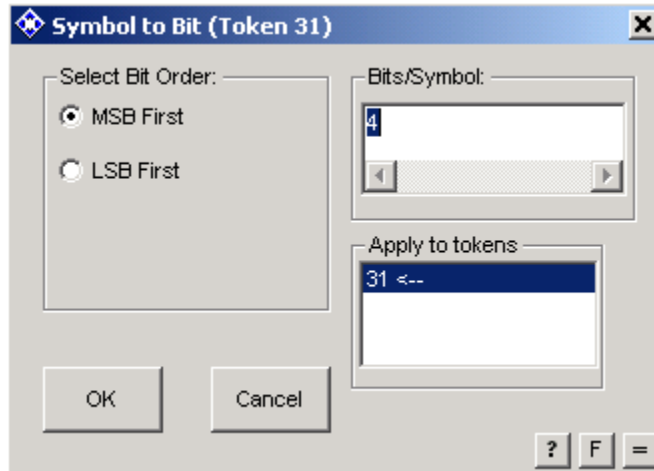 Symbol to Bit (Token 31)
Select Bit Order:
MSB First
LSB First
Bits/Symbol:
4
Apply to tokens
31 <--
OK
Cancel
? F =